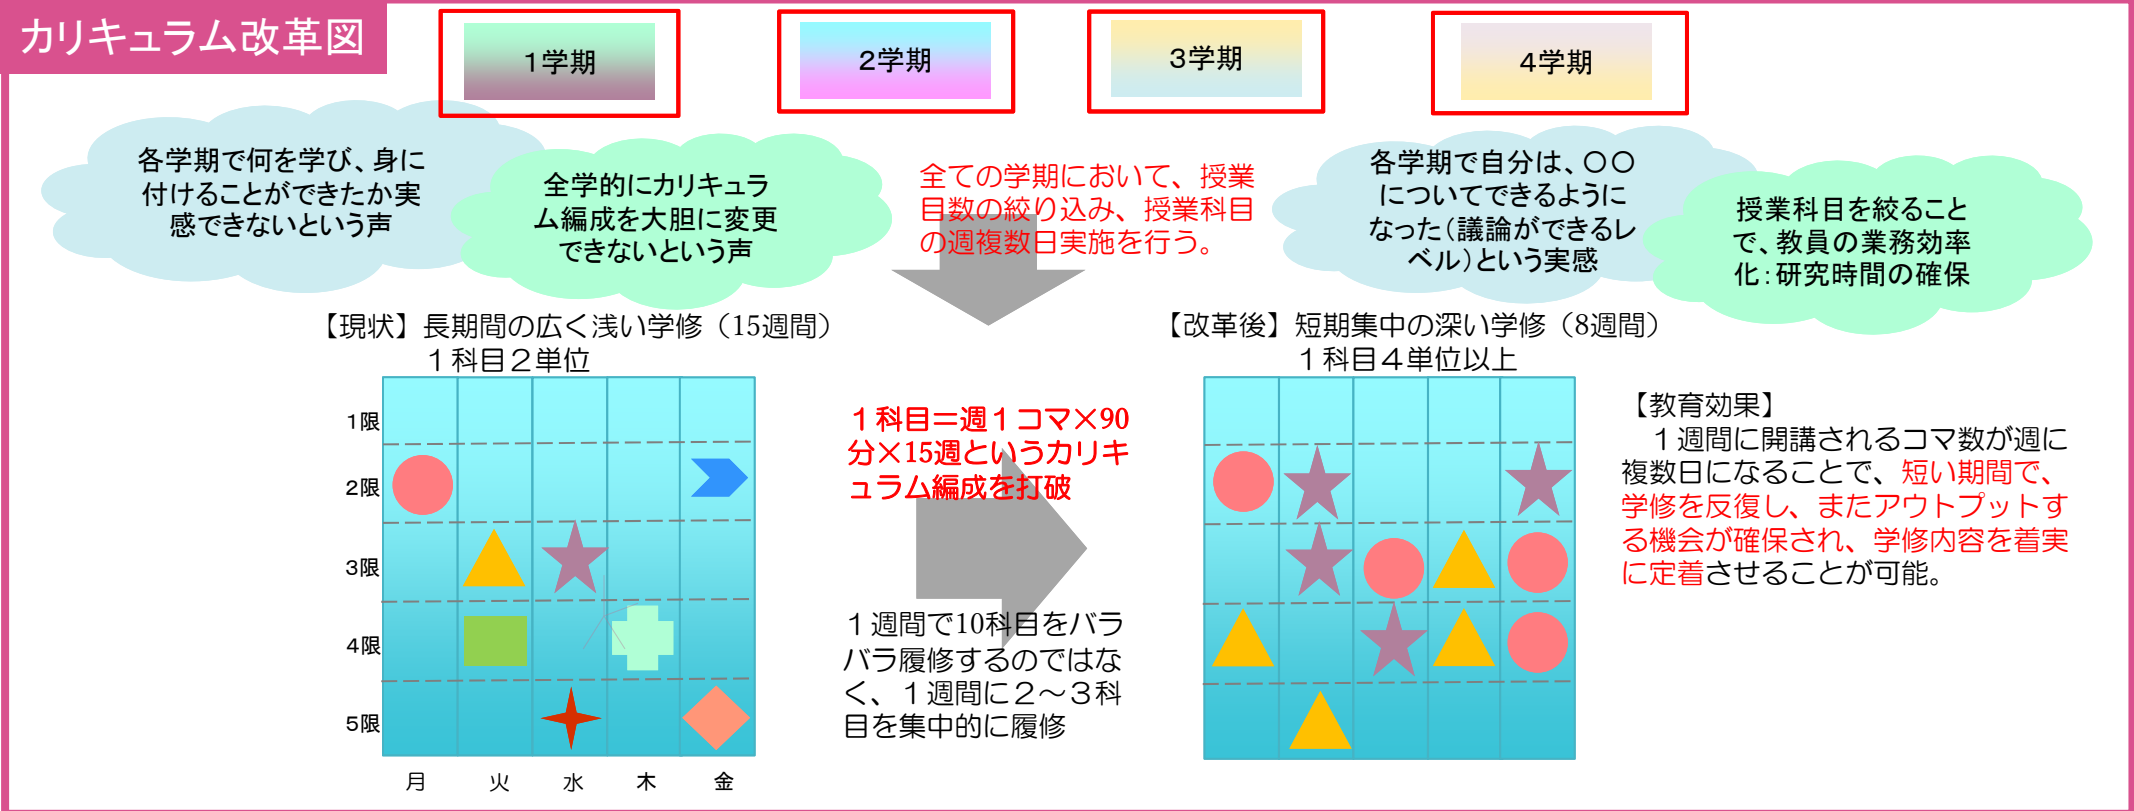 カリキュラム改革図
1学期
2学期
3学期
4学期
各学期で何を学び、身に
付けることができたか実
感できないという声
全学的にカリキュラ
ム編成を大胆に変更
できないという声
全ての学期において、授業
目数の絞り込み、授業科目
の週複数日実施を行う。
各学期で自分は、〇〇
についてできるように
なった（議論ができるレ
ベル）という実感
授業科目を絞ること
で、教員の業務効率
化：研究時間の確保
【現状】長期間の広く浅い学修（15週間）
１科目２単位
【改革後】短期集中の深い学修（8週間）
１科目４単位以上
1限
2限
3限
4限
5限
月 火 水 木 金
１科目＝週１コマ×90
分×15週というカリキ
ュラム編成を打破
１週間で10科目をバラ
バラ履修するのではな
く、１週間に２～３科
目を集中的に履修
【教育効果】
１週間に開講されるコマ数が週に
複数日になることで、短い期間で、
学修を反復し、またアウトプットす
る機会が確保され、学修内容を着実
に定着させることが可能。